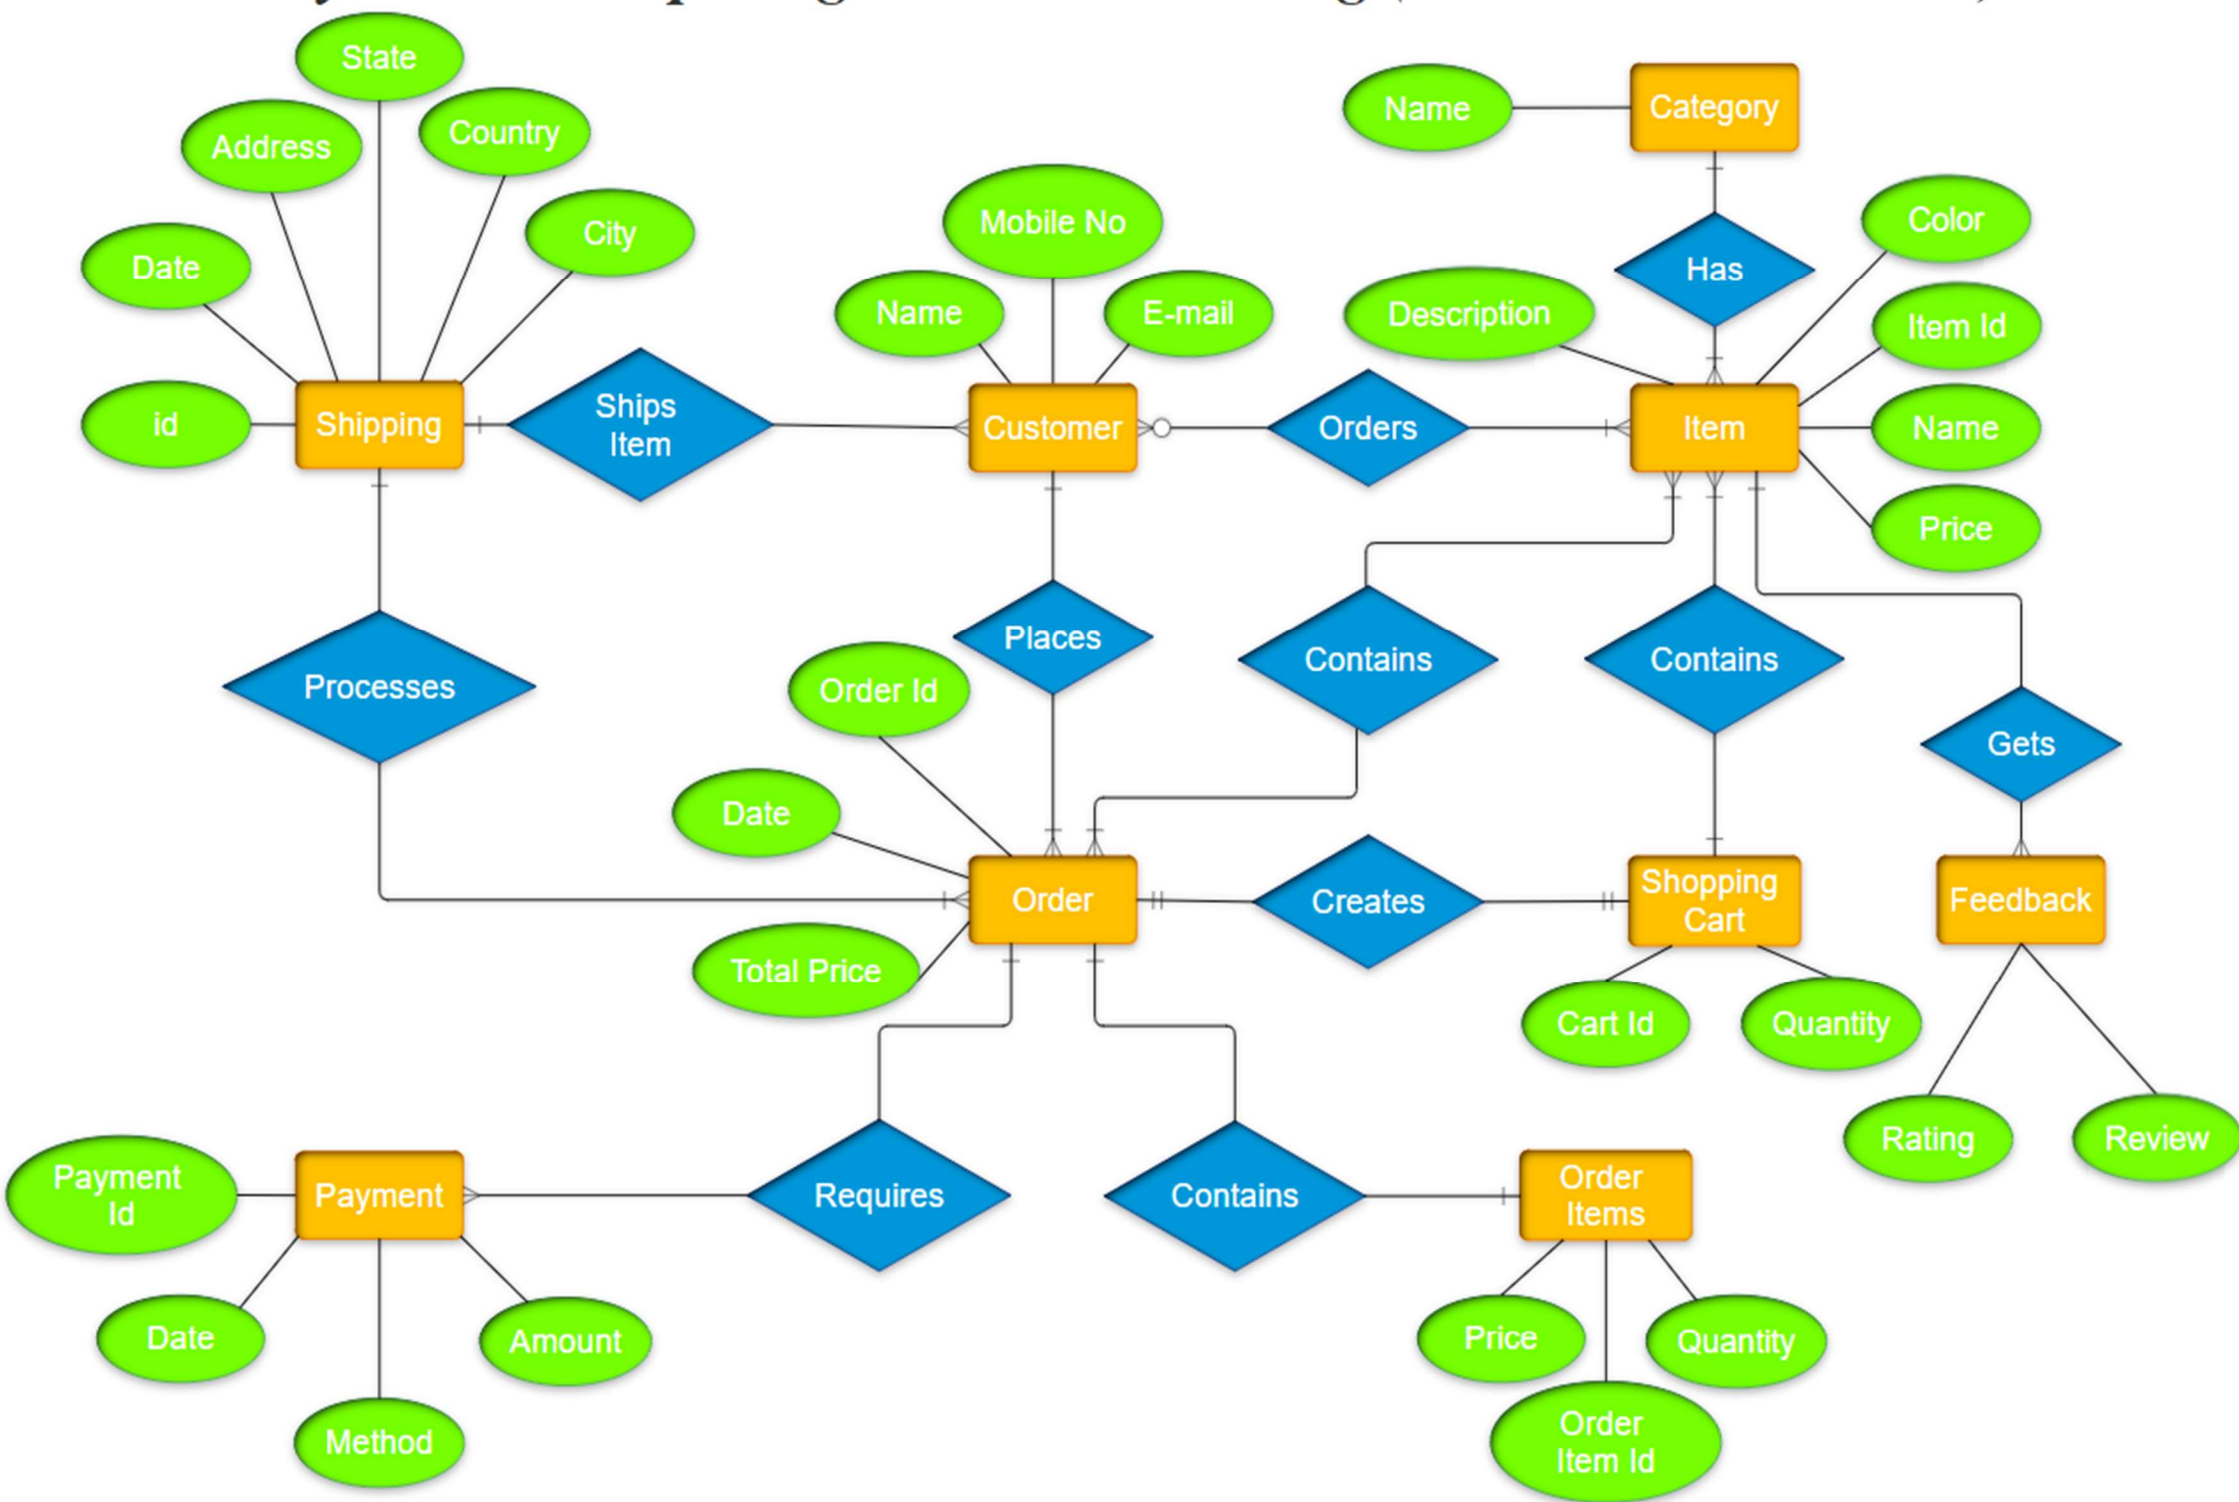 State
Category
Name
Country
Address
Color
Mobile No
City
Date
Has
Name
E-mail
Description
Item Id
Ships
Item
id
Shipping
Customer
Orders
Item
Name
Price
Places
Contains
Contains
Processes
Order Id
Gets
Date
Shopping
Cart
Order
Creates
Feedback
Total Price
Cart Id
Quantity
Rating
Review
Payment
Id
Payment
Requires
Contains
Order
Items
Date
Amount
Price
Quantity
Method
Order
Item Id